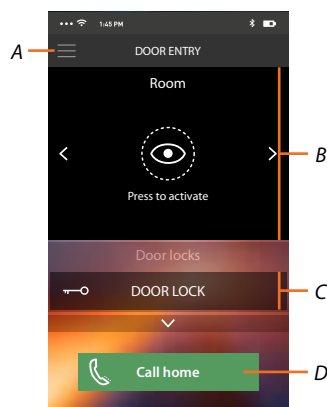 1:45 PM
A
DOOR ENTRY
Room
B
Press to activate
Door locks
DOOR LOCK
C
Call home
D